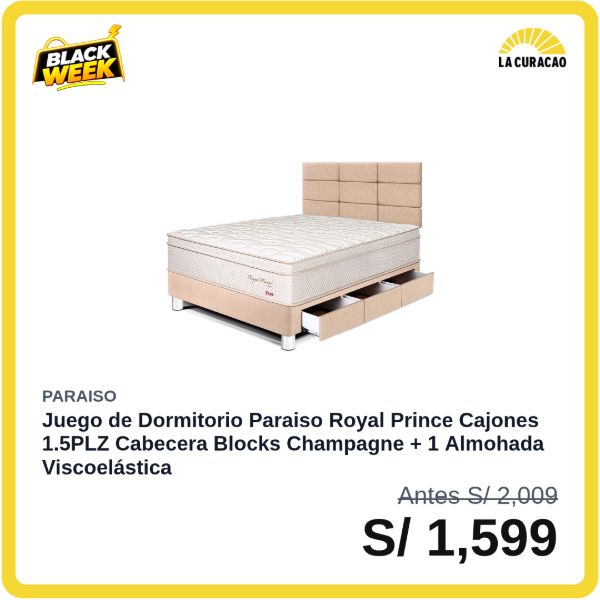 BLACK
WEEK
LA CURACAO
PARAISO
Juego de Dormitorio Paraiso Royal Prince Cajones
1.5PLZ Cabecera Blocks Champagne + 1 Almohada
Viscoelástica
Antes S/ 2,009
S/ 1,599